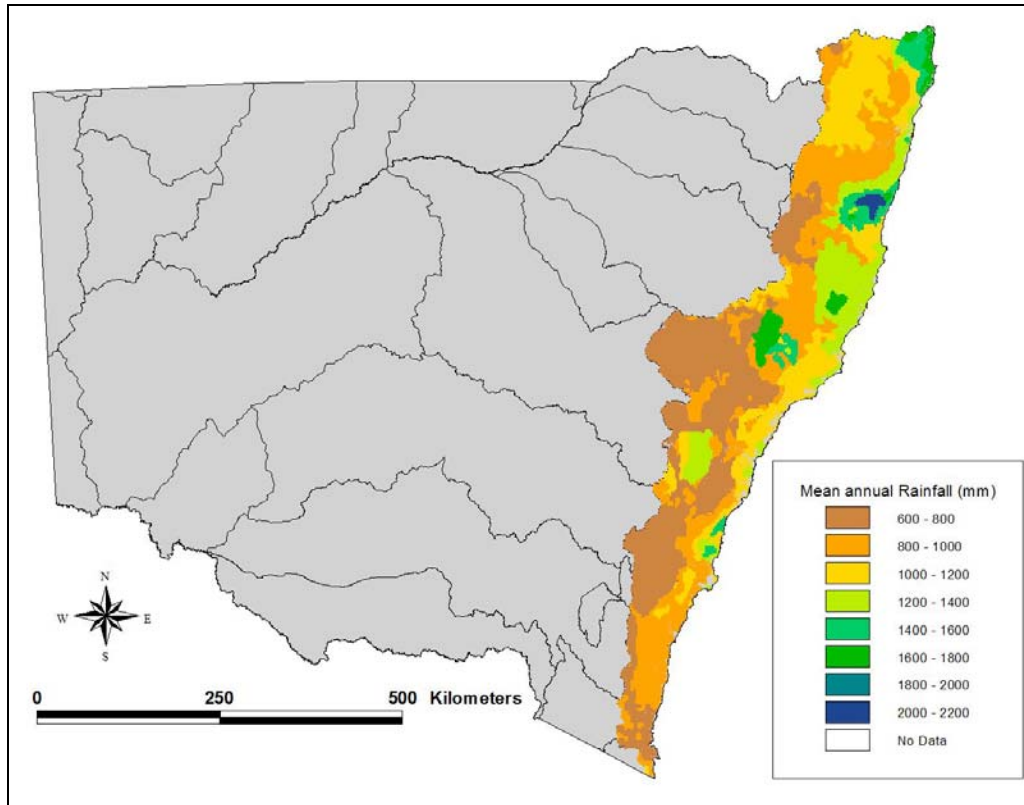 Mean annual Rainfall (mm)
600 - 800
800 - 1000
1000 - 1200
1200 - 1400
1400 - 1600
1600 - 1800
1800 - 2000
2000 - 2200
No Data
N
W E
S
0 250 500 Kilometers